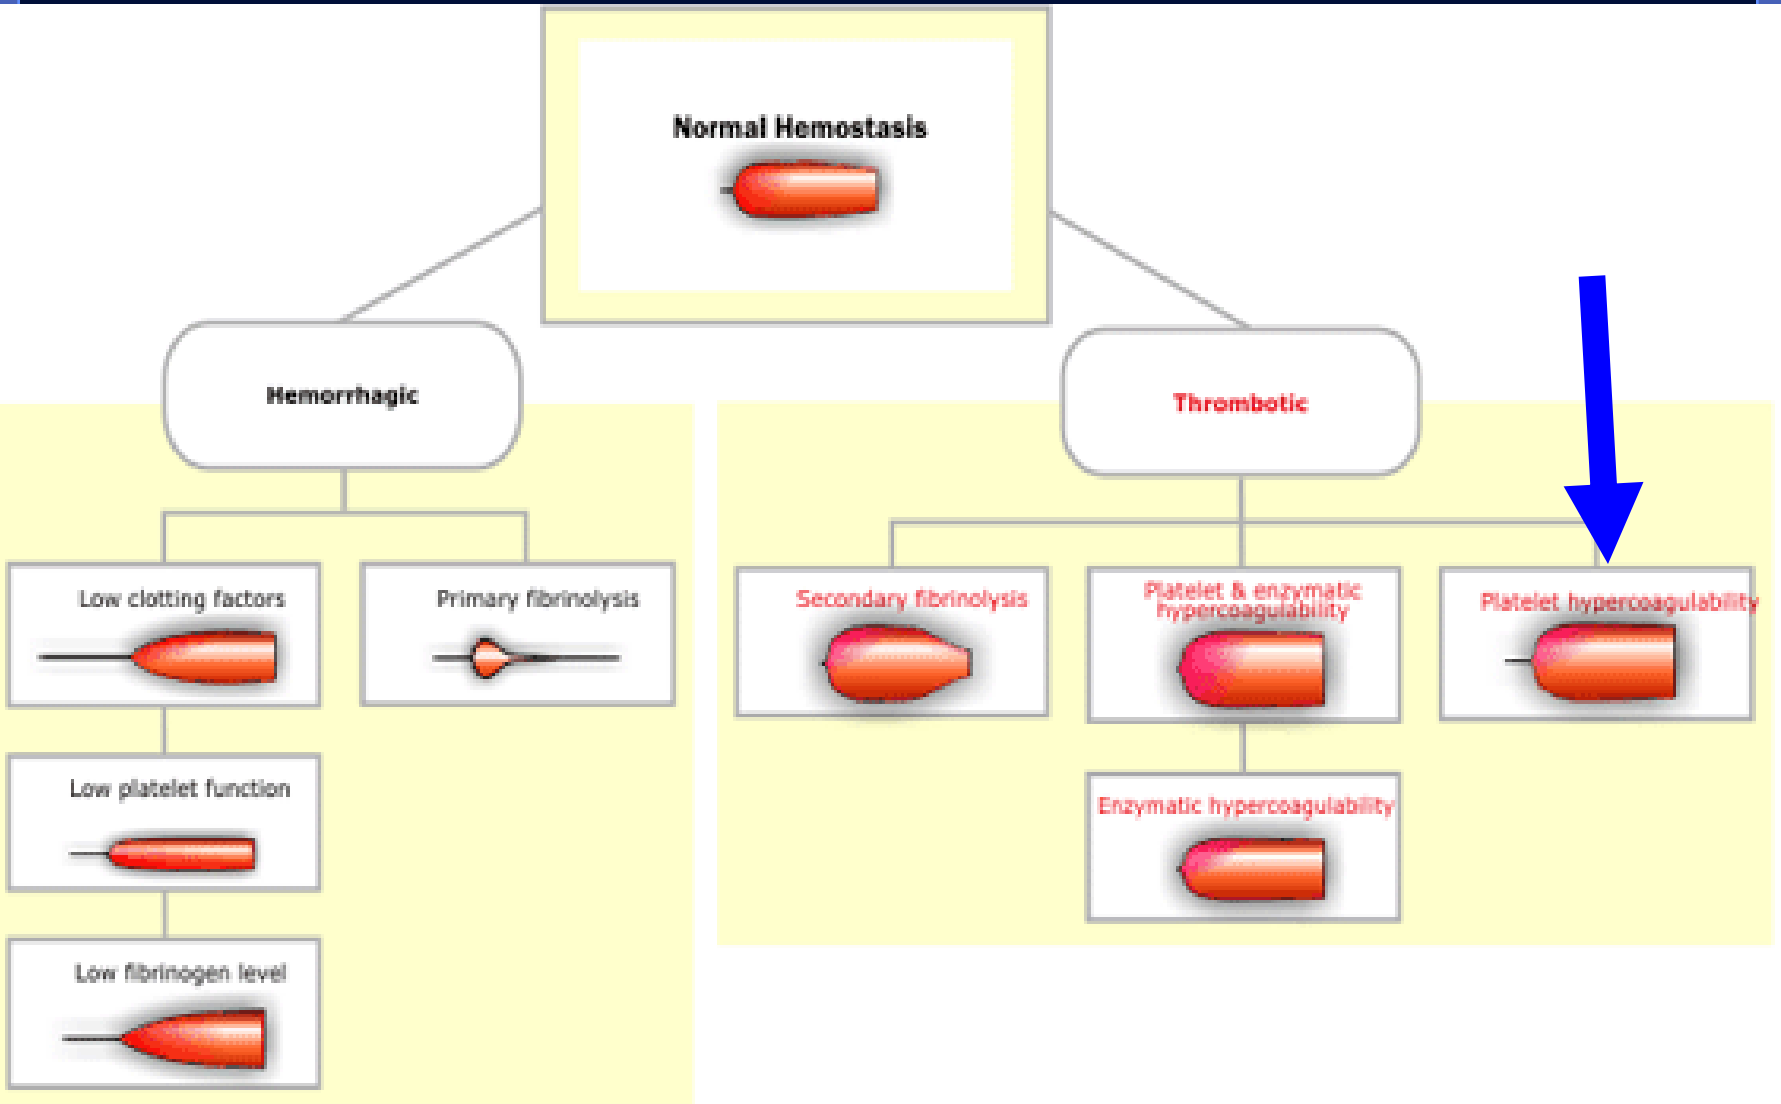 Normal Hemostasis
Hemorrhagic
Thrombotic
Low clotting factors
Primary fibrinolysis
Secondary fibrinolysis
Platelet & enzymatic
hypercoagulability
Platelet hypercoagulability
Low platelet function
Enzymatic hypercoagulability
Low fibrinogen level